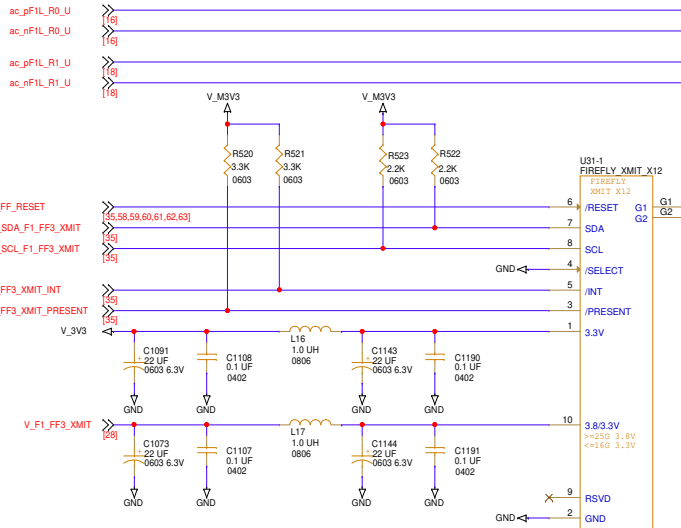 ac_pF1L_R0_U
[16]
ac_nF1L_R0_U
[16]
ac_pF1L_R1_U
[18]
ac_nF1L_R1_U
[18]
V_M3V3
V_M3V3
R520
3.3K
0603
R521
3.3K
0603
R523
2.2K
0603
R522
2.2K
0603
U31-1
FIREFLY_XMIT_X12
FIREFLY
XMIT X12
FF_RESET
[35,58,59,60,61,62,63]
6 /RESET
G1 G1
G2 G2
_SDA_F1_FF3_XMIT
[35]
7 SDA
_SCL_F1_FF3_XMIT
[35]
8 SCL
GND
4 /SELECT
FF3_XMIT_INT
[35]
5 /INT
FF3_XMIT_PRESENT
[35]
3 /PRESENT
V_3V3
1 3.3V
L16
1.0 UH
0806
C1091
22 UF
0603 6.3V
C1108
0.1 UF
0402
C1143
22 UF
0603 6.3V
C1190
0.1 UF
0402
GND
GND
GND
GND
V_F1_FF3_XMIT
[28]
10 3.8/3.3V
>=25G 3.8V
<=16G 3.3V
L17
1.0 UH
0806
C1073
22 UF
0603 6.3V
C1107
0.1 UF
0402
C1144
22 UF
0603 6.3V
C1191
0.1 UF
0402
GND
GND
GND
GND
9 RSVD
GND
2 GND